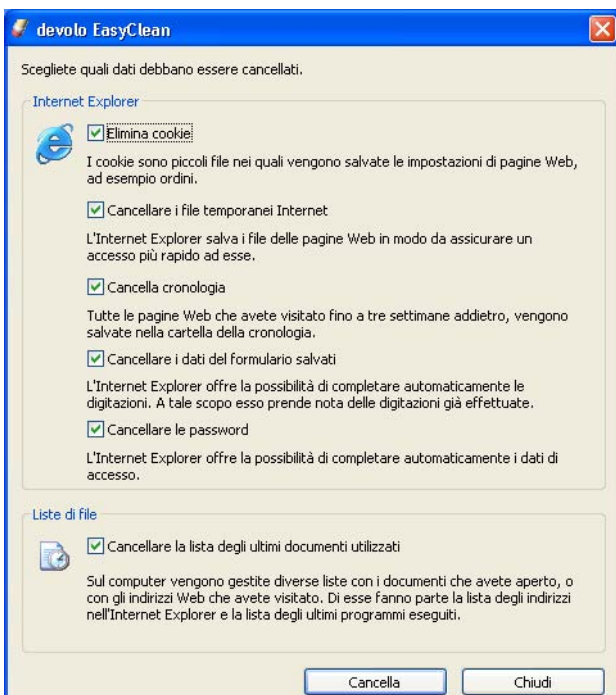 devolo EasyClean
Scegliete quali dati debbano essere cancellati.
Internet Explorer
Elimina cookie
I cookie sono piccoli file nei quali vengono salvate le impostazioni di pagine Web,
ad esempio ordini.
Cancellare i file temporanei Internet
L'Internet Explorer salva i file delle pagine Web in modo da assicurare un
accesso più rapido ad esse.
Cancella cronologia
Tutte le pagine Web che avete visitato fino a tre settimane addietro, vengono
salvate nella cartella della cronologia.
Cancellare i dati del formulario salvati
L'Internet Explorer offre la possibilità di completare automaticamente le
digitazioni. A tale scopo esso prende nota delle digitazioni già effettuate.
Cancellare le password
L'Internet Explorer offre la possibilità di completare automaticamente i dati di
accesso.
Liste di file
Cancellare la lista degli ultimi documenti utilizzati
Sul computer vengono gestite diverse liste con i documenti che avete aperto, o
con gli indirizzi Web che avete visitato. Di esse fanno parte la lista degli indirizzi
nell'Internet Explorer e la lista degli ultimi programmi eseguiti.
Cancella
Chiudi